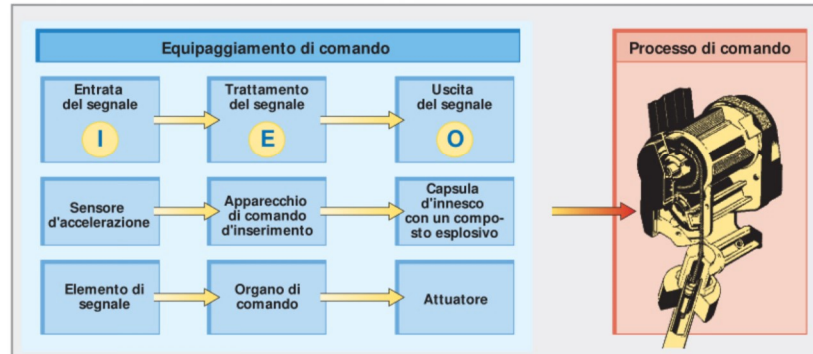 Equipaggiamento di comando
Processo di comando
Entrata
del segnale
I
Trattamento
del segnale
E
Uscita
del segnale
O
Sensore
d'accelerazione
Apparecchio
di comando
d'inserimento
Capsula
d'innesco
con un compo-
sto esplosivo
Elemento di
segnale
Organo di
comando
Attuatore